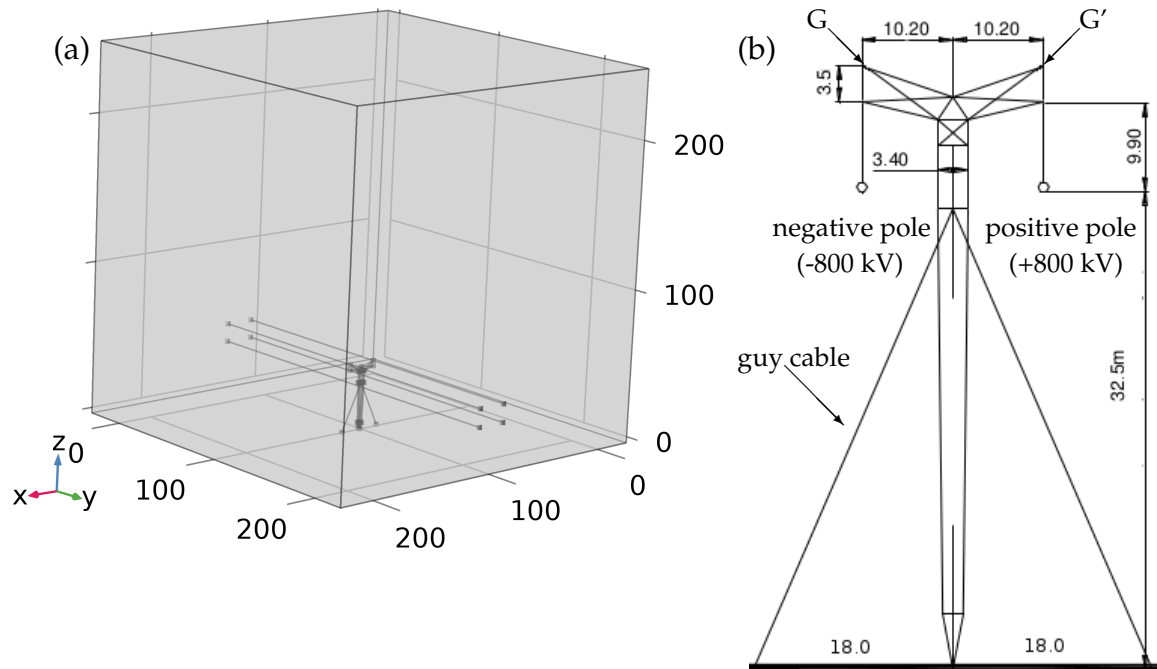 (a)
200
100
0
0
100
200
0
100
200
z
x
y
(b)
G
G'
10.20
10.20
3.5
9.90
3.40
negative pole
(-800 kV)
positive pole
(+800 kV)
guy cable
32.5m
18.0
18.0